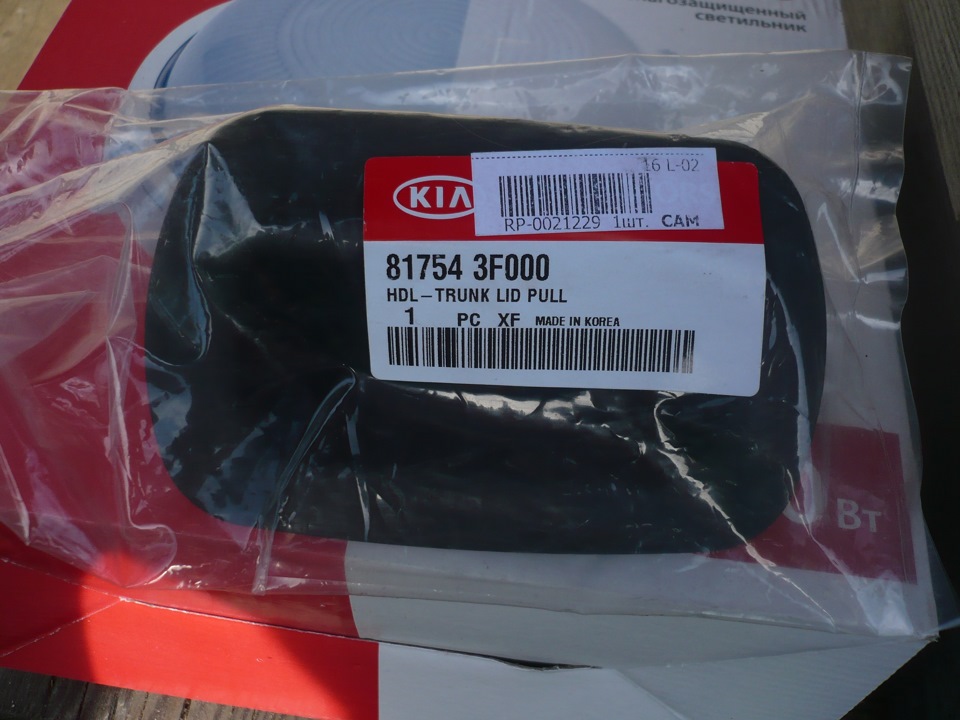 светильник
KIA
16 L-02
RP-0021229 1шт. САМ
81754 3F000
HDL-TRUNK LID PULL
1 PC XF MADE IN KOREA
Вт